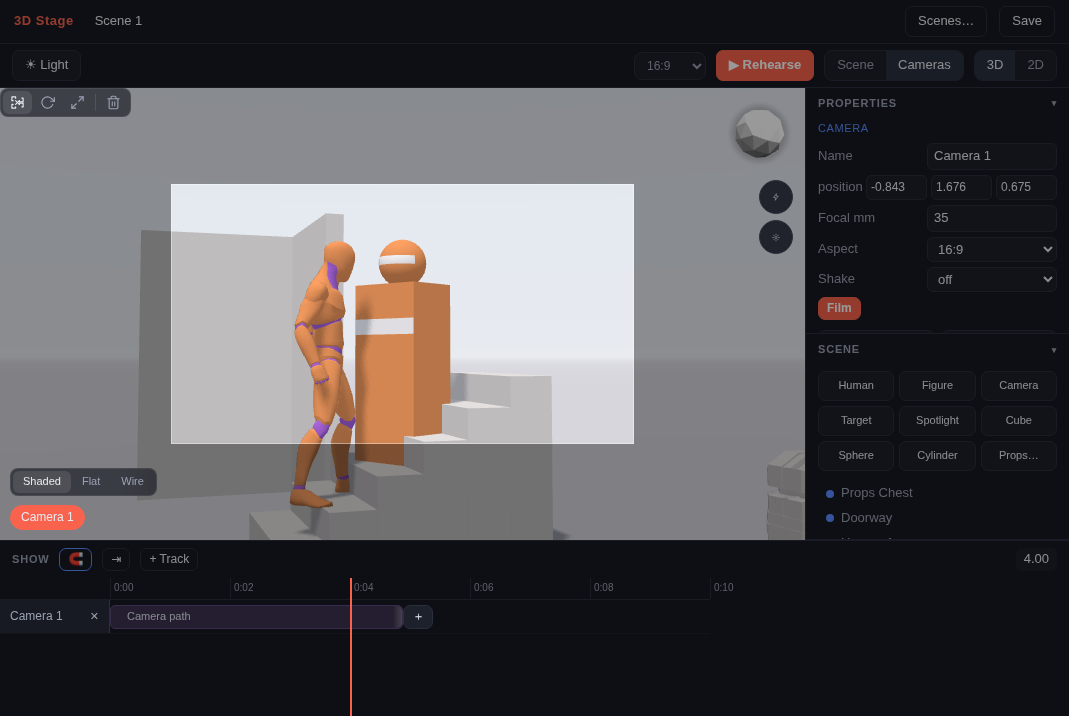 3D Stage Scene 1 Scenes… Save
☀ Light 16:9 ▶ Rehearse Scene Cameras 3D 2D
PROPERTIES
CAMERA
Name Camera 1
position -0.843 1.676 0.675
Focal mm 35
Aspect 16:9
Shake off
Film
SCENE
Human Figure Camera
Target Spotlight Cube
Sphere Cylinder Props…
Props Chest
Doorway
Shaded Flat Wire
Camera 1
SHOW + Track 4.00
0:00 0:02 0:04 0:06 0:08 0:10
Camera 1 × Camera path +